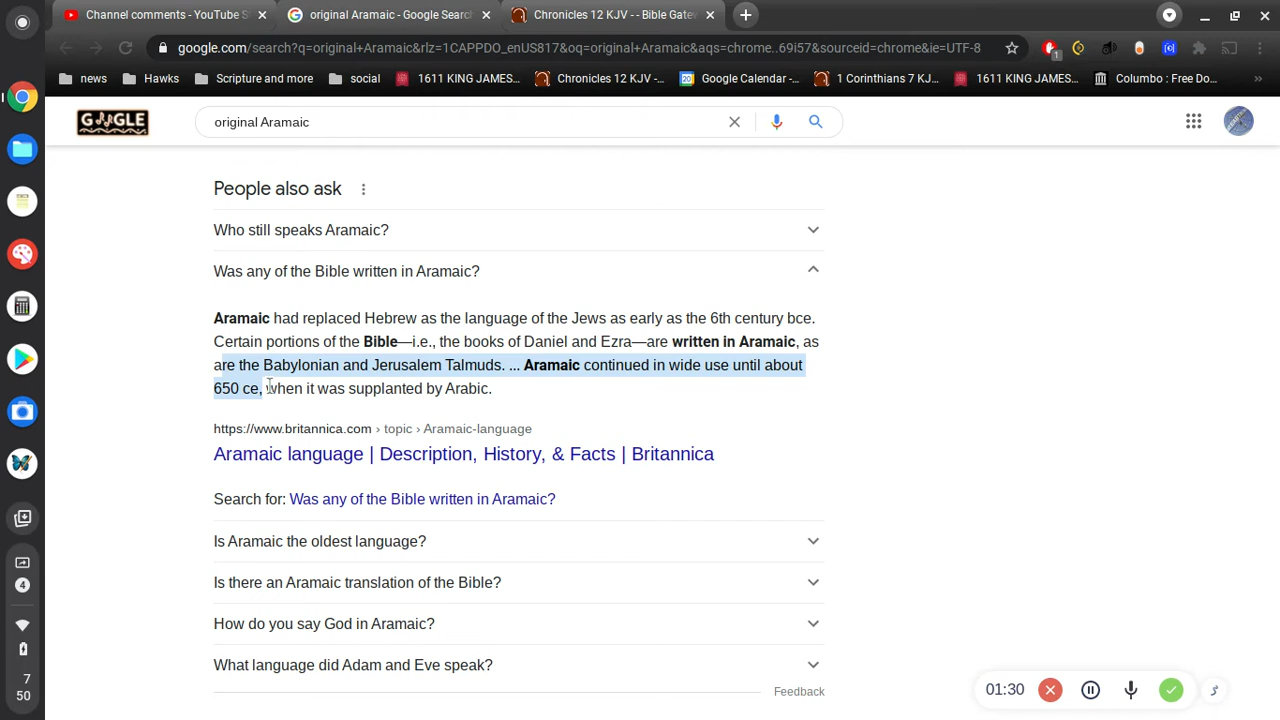 Channel comments - YouTube S
original Aramaic - Google Search
Chronicles 12 KJV - - Bible Gatew
google.com/search?q=original+Aramaic&rlz=1CAPPDO_enUS817&oq=original+Aramaic&aqs=chrome..69i57&sourceid=chrome&ie=UTF-8
1
news
Hawks
Scripture and more
social
1611 KING JAMES...
Chronicles 12 KJV -...
Google Calendar -...
1 Corinthians 7 KJ...
1611 KING JAMES...
Columbo : Free Do...
»
original Aramaic
People also ask
Who still speaks Aramaic?
Was any of the Bible written in Aramaic?
Aramaic had replaced Hebrew as the language of the Jews as early as the 6th century bce.
Certain portions of the Bible—i.e., the books of Daniel and Ezra—are written in Aramaic, as
are the Babylonian and Jerusalem Talmuds. ... Aramaic continued in wide use until about
650 ce, when it was supplanted by Arabic.
https://www.britannica.com › topic › Aramaic-language
Aramaic language | Description, History, & Facts | Britannica
Search for: Was any of the Bible written in Aramaic?
Is Aramaic the oldest language?
Is there an Aramaic translation of the Bible?
How do you say God in Aramaic?
What language did Adam and Eve speak?
Feedback
01:30
4
7
50